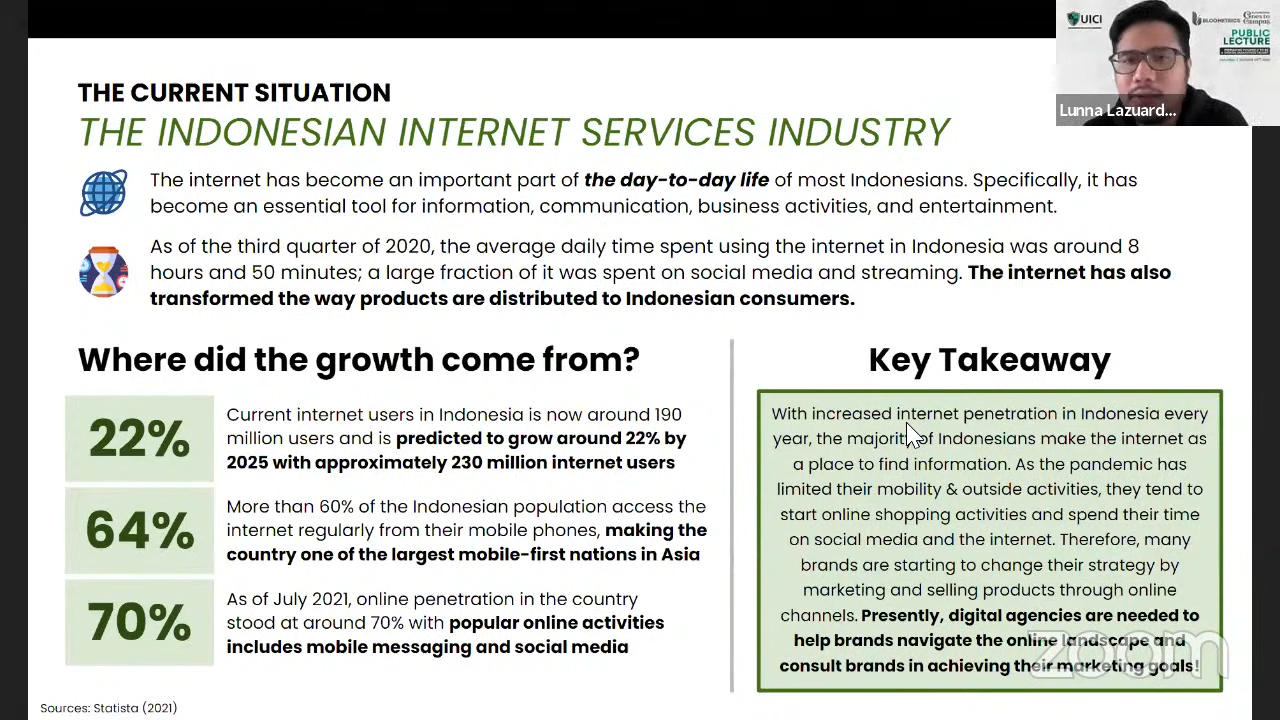 THE CURRENT SITUATION
THE INDONESIAN INTERNET SERVICES INDUSTRY
The internet has become an important part of the day-to-day life of most Indonesians. Specifically, it has
become an essential tool for information, communication, business activities, and entertainment.
As of the third quarter of 2020, the average daily time spent using the internet in Indonesia was around 8
hours and 50 minutes; a large fraction of it was spent on social media and streaming. The internet has also
transformed the way products are distributed to Indonesian consumers.
Where did the growth come from?
22%
Current internet users in Indonesia is now around 190
million users and is predicted to grow around 22% by
2025 with approximately 230 million internet users
64%
More than 60% of the Indonesian population access the
internet regularly from their mobile phones, making the
country one of the largest mobile-first nations in Asia
70%
As of July 2021, online penetration in the country
stood at around 70% with popular online activities
includes mobile messaging and social media
Key Takeaway
With increased internet penetration in Indonesia every
year, the majority of Indonesians make the internet as
a place to find information. As the pandemic has
limited their mobility & outside activities, they tend to
start online shopping activities and spend their time
on social media and the internet. Therefore, many
brands are starting to change their strategy by
marketing and selling products through online
channels. Presently, digital agencies are needed to
help brands navigate the online landscape and
consult brands in achieving their marketing goals!
Sources: Statista (2021)
UICI
BLOOMETRICS
Goes to
Campus
PUBLIC
LECTURE
Lunna Lazuard...
zoom